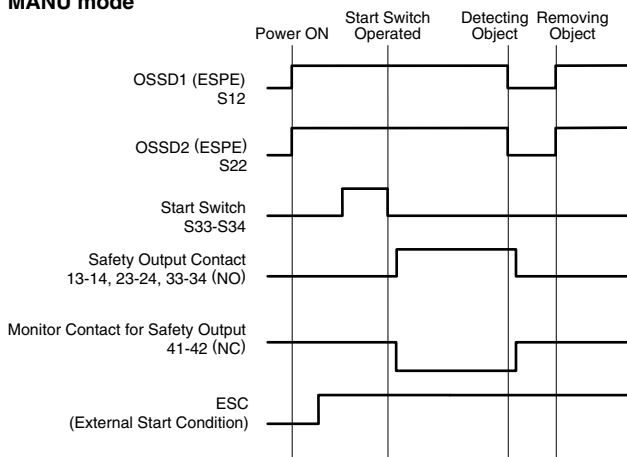 MANU mode
Power ON
Start Switch
Operated
Detecting
Object
Removing
Object
OSSD1 (ESPE)
S12
OSSD2 (ESPE)
S22
Start Switch
S33-S34
Safety Output Contact
13-14, 23-24, 33-34 (NO)
Monitor Contact for Safety Output
41-42 (NC)
ESC
(External Start Condition)